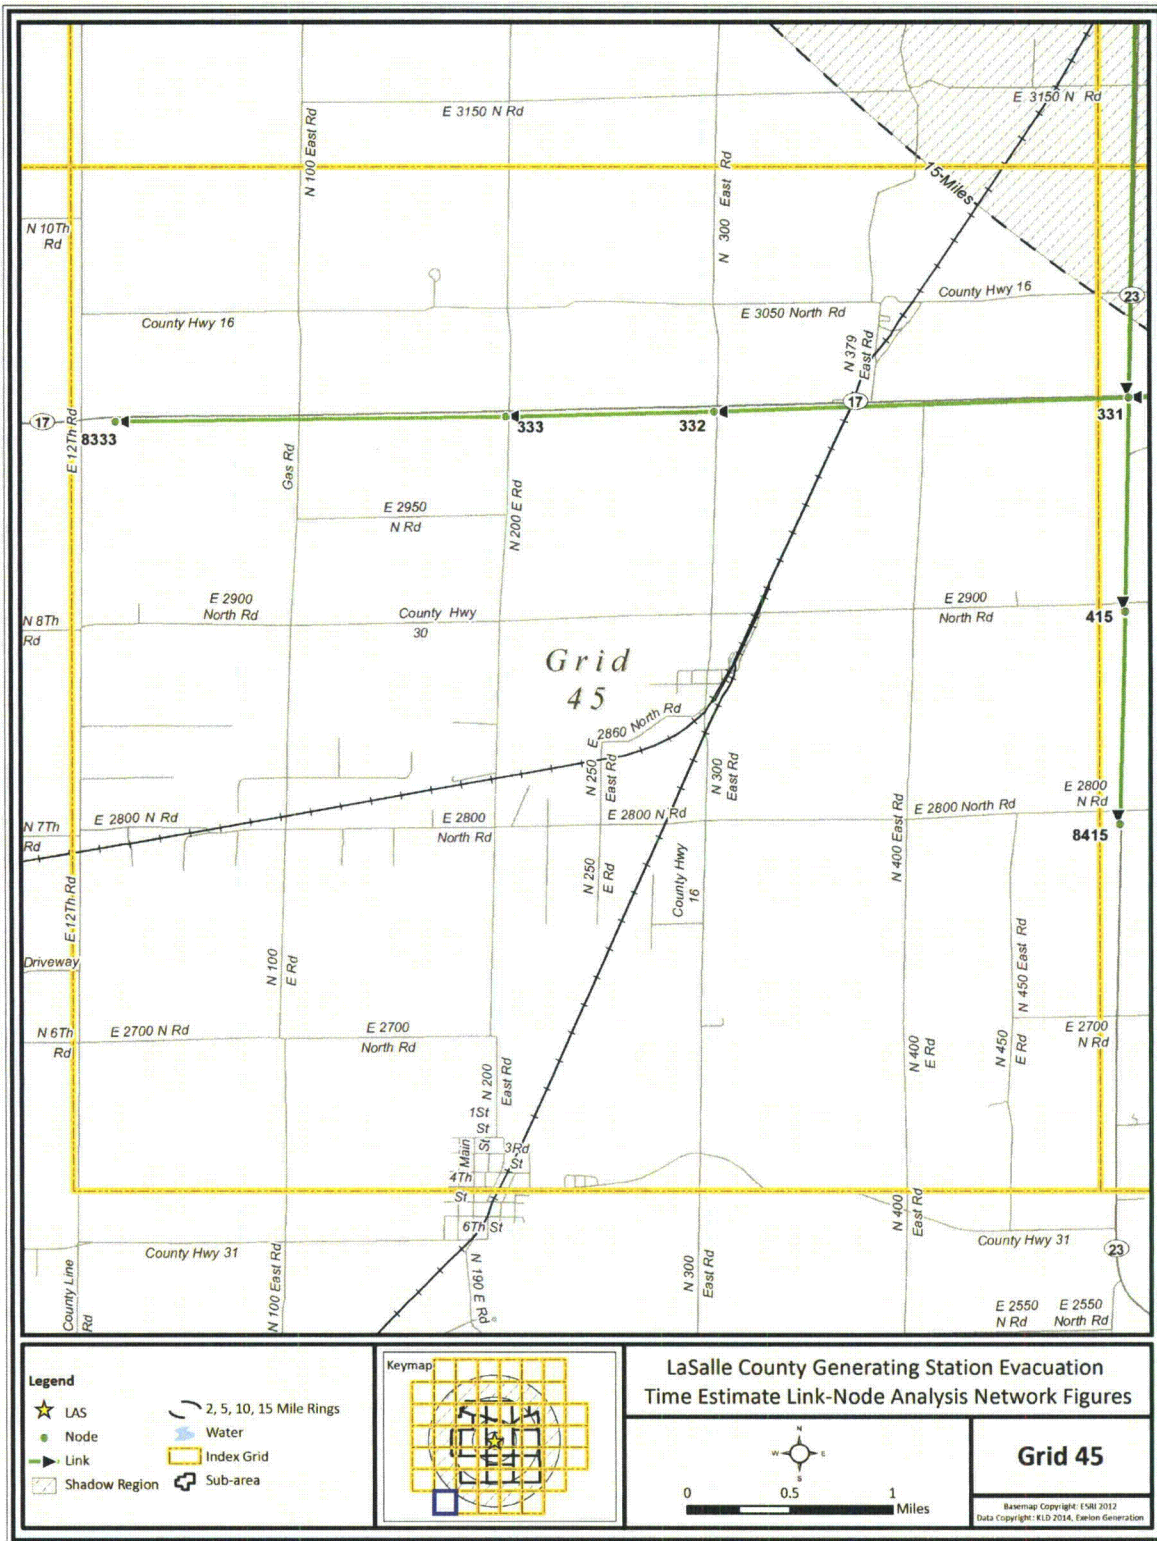 E 3150 N Rd
E 3150 N Rd
N 100 East Rd
N 300 East Rd
15-Miles
N 10Th
Rd
County Hwy 16
23
County Hwy 16
E 3050 North Rd
N 379
East Rd
17
17
8333
333
332
331
E 12Th Rd
Gas Rd
N 200 E Rd
E 2950
N Rd
E 2900
North Rd
County Hwy
30
E 2900
North Rd
N 8Th
Rd
415
Grid
45
E 2860 North Rd
N 250
East Rd
N 300
East Rd
E 2800
N Rd
E 2800 North Rd
N 7Th
Rd
E 2800 N Rd
E 2800
North Rd
E 2800 N Rd
8415
N 400 East Rd
N 250
E Rd
County Hwy
16
E 12Th Rd
Driveway
N 100
E Rd
N 450 East Rd
N 6Th
Rd
E 2700 N Rd
E 2700
North Rd
E 2700
N Rd
N 400
E Rd
N 450
E Rd
N 200
East Rd
1St
St
Main
St
3Rd
St
4Th
St
6Th St
N 400
East Rd
County Hwy 31
County Hwy 31
23
County Line
Rd
N 100 East Rd
N 190 E Rd
N 300
East Rd
E 2550
N Rd
E 2550
North Rd
Legend
LAS
Node
Link
Shadow Region
2, 5, 10, 15 Mile Rings
Water
Index Grid
Sub-area
Keymap
LaSalle County Generating Station Evacuation
Time Estimate Link-Node Analysis Network Figures
N
W
E
S
0
0.5
1
Miles
Grid 45
Basemap Copyright: ESRI 2012
Data Copyright: KLD 2014, Exelon Generation